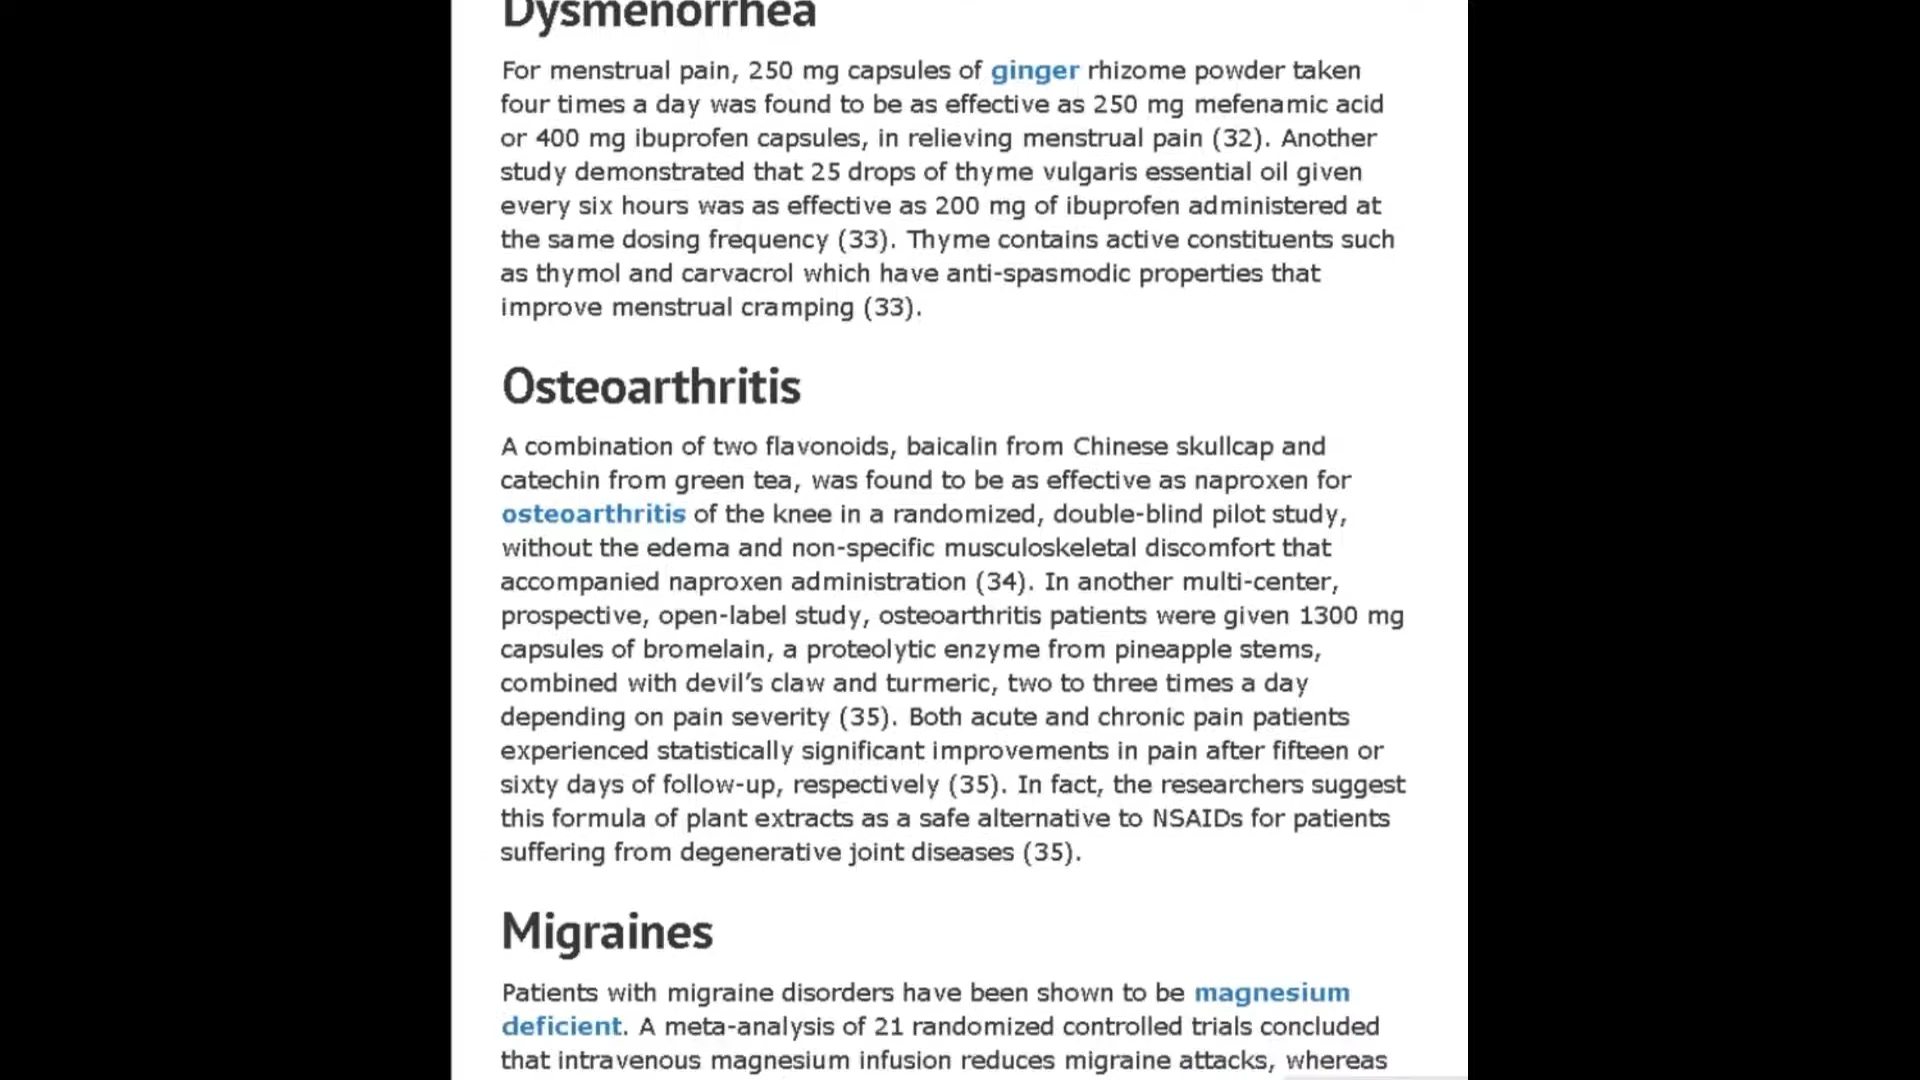 Dysmenorrhea
For menstrual pain, 250 mg capsules of ginger rhizome powder taken
four times a day was found to be as effective as 250 mg mefenamic acid
or 400 mg ibuprofen capsules, in relieving menstrual pain (32). Another
study demonstrated that 25 drops of thyme vulgaris essential oil given
every six hours was as effective as 200 mg of ibuprofen administered at
the same dosing frequency (33). Thyme contains active constituents such
as thymol and carvacrol which have anti-spasmodic properties that
improve menstrual cramping (33).
Osteoarthritis
A combination of two flavonoids, baicalin from Chinese skullcap and
catechin from green tea, was found to be as effective as naproxen for
osteoarthritis of the knee in a randomized, double-blind pilot study,
without the edema and non-specific musculoskeletal discomfort that
accompanied naproxen administration (34). In another multi-center,
prospective, open-label study, osteoarthritis patients were given 1300 mg
capsules of bromelain, a proteolytic enzyme from pineapple stems,
combined with devil’s claw and turmeric, two to three times a day
depending on pain severity (35). Both acute and chronic pain patients
experienced statistically significant improvements in pain after fifteen or
sixty days of follow-up, respectively (35). In fact, the researchers suggest
this formula of plant extracts as a safe alternative to NSAIDs for patients
suffering from degenerative joint diseases (35).
Migraines
Patients with migraine disorders have been shown to be magnesium
deficient. A meta-analysis of 21 randomized controlled trials concluded
that intravenous magnesium infusion reduces migraine attacks, whereas